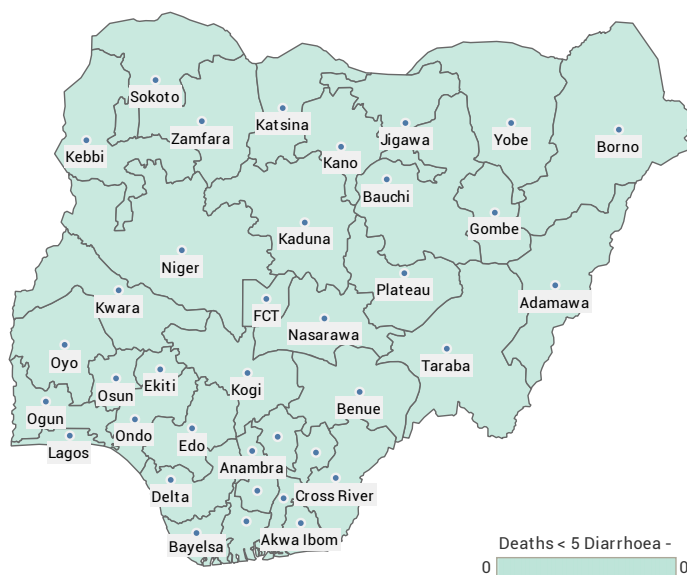 Sokoto
Katsina
Zamfara
Jigawa
Yobe
Borno
Kebbi
Kano
Bauchi
Gombe
Kaduna
Niger
Plateau
Adamawa
Kwara
FCT
Nasarawa
Oyo
Taraba
Osun
Ekiti
Kogi
Benue
Ogun
Ondo
Edo
Lagos
Anambra
Delta
Cross River
Bayelsa
Akwa Ibom
Deaths < 5 Diarrhoea -
0 0